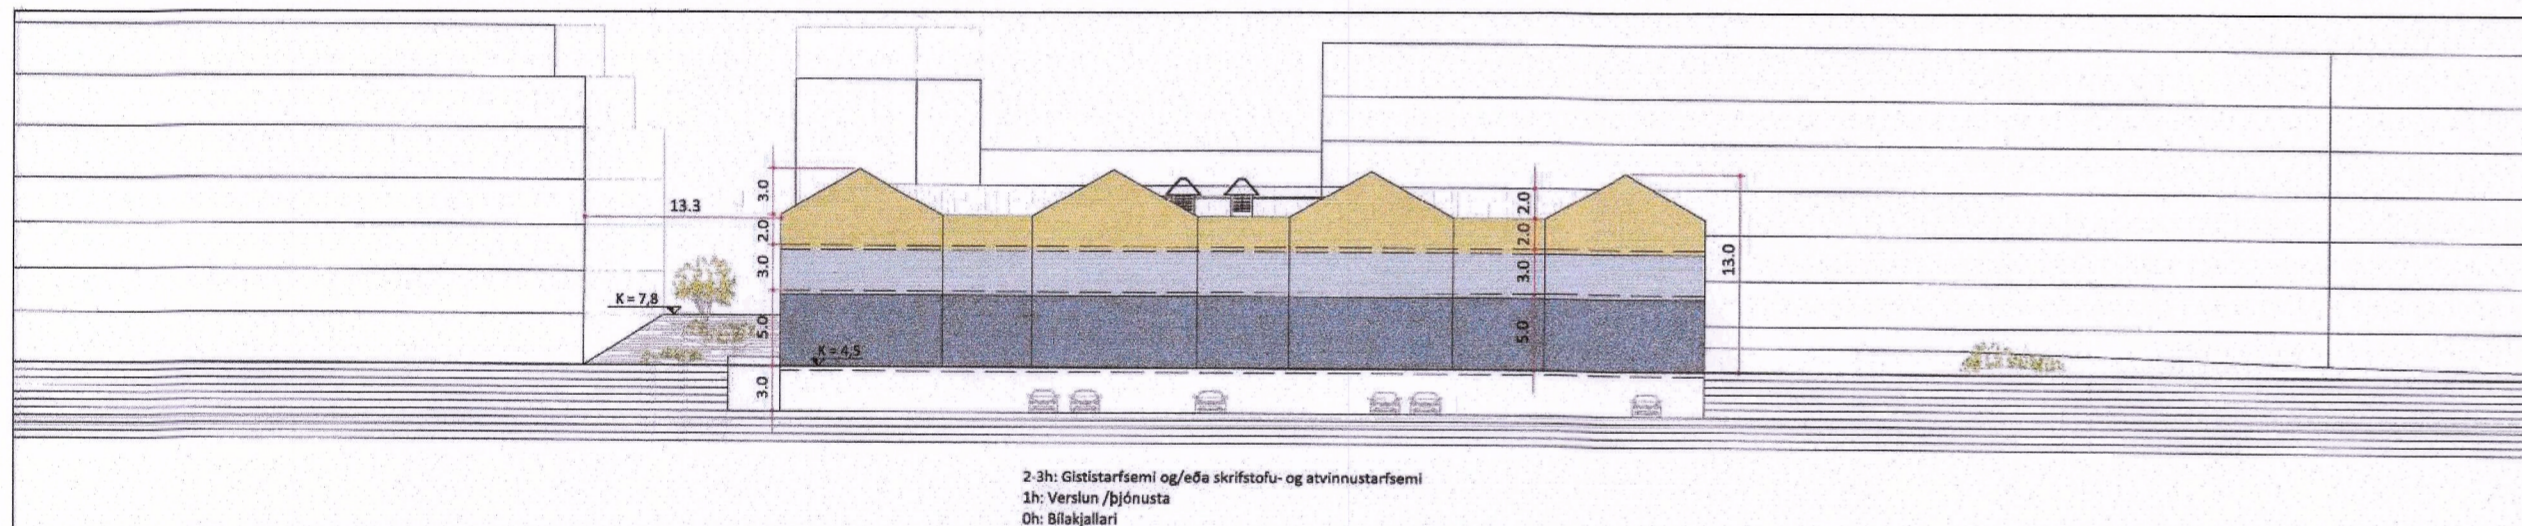 3.0
13.3
2.0
2.0
2.0
3.0
3.0
13.0
K = 7,8
5.0
5.0
K = 4,5
3.0
2-3h: Gististarfsemi og/eða skrifstofu- og atvinnustarfsemi
1h: Verslun /þjónusta
0h: Bílakjallari